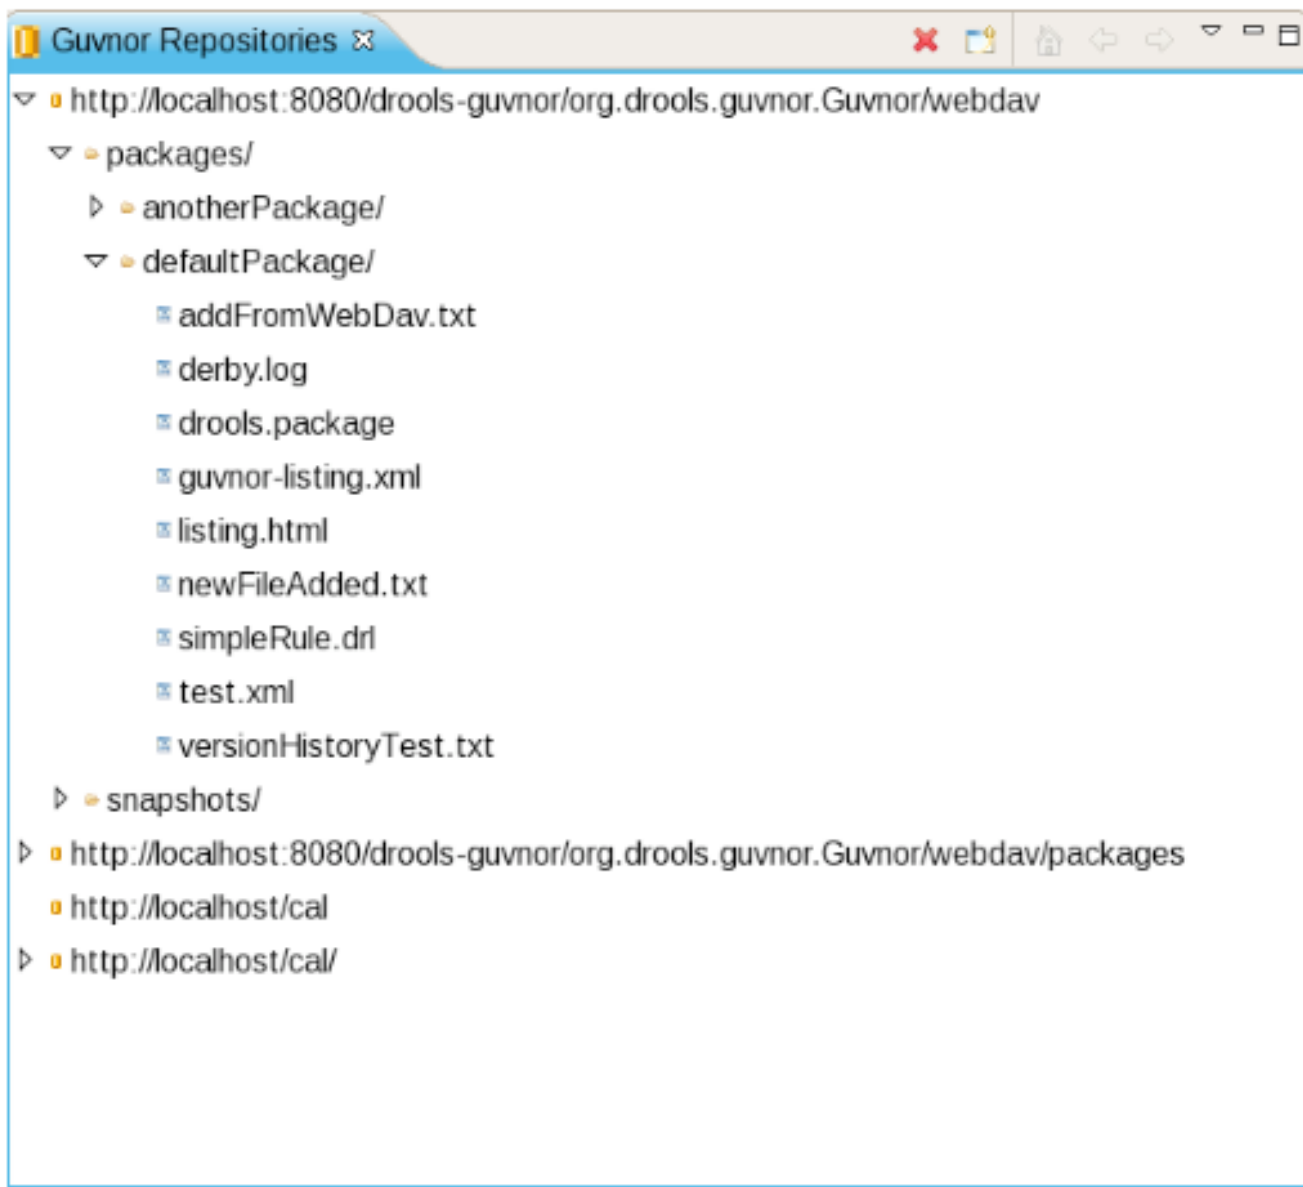 Guvnor Repositories
http://localhost:8080/drools-guvnor/org.drools.guvnor.Guvnor/webdav
packages/
anotherPackage/
defaultPackage/
addFromWebDav.txt
derby.log
drools.package
guvnor-listing.xml
listing.html
newFileAdded.txt
simpleRule.drl
test.xml
versionHistoryTest.txt
snapshots/
http://localhost:8080/drools-guvnor/org.drools.guvnor.Guvnor/webdav/packages
http://localhost/cal
http://localhost/cal/